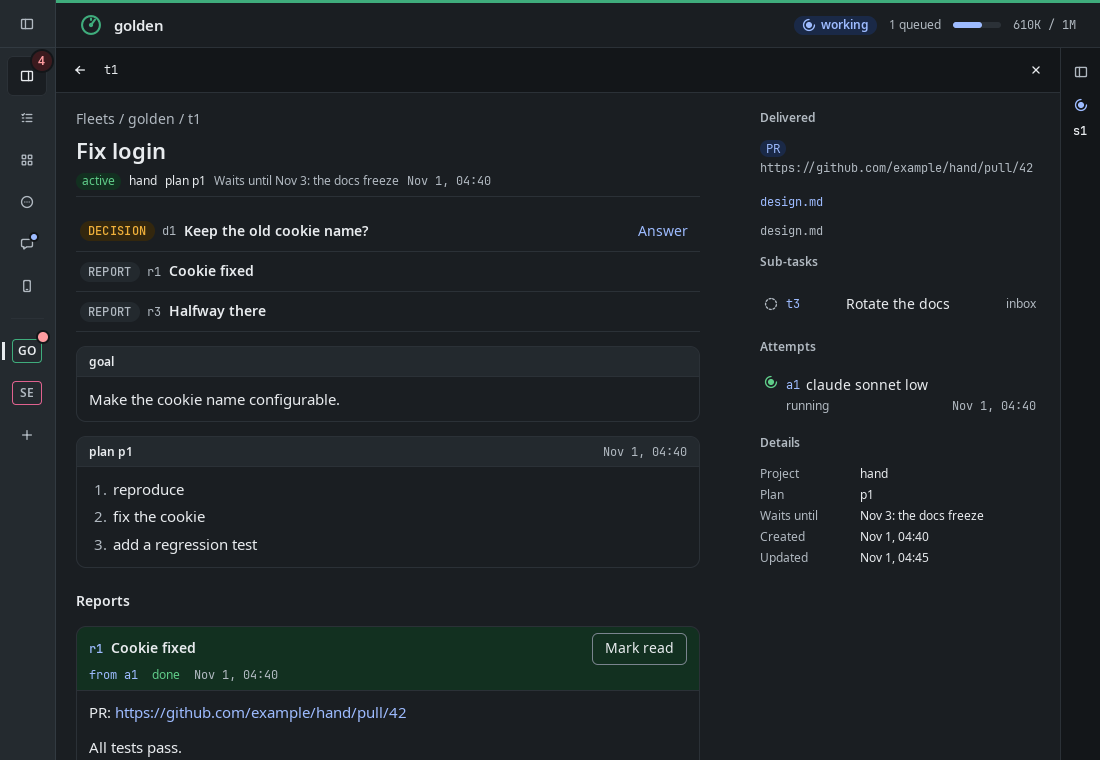 golden
working
1 queued
610K / 1M
4
t1
s1
GO
SE
Fleets / golden / t1
Fix login
active hand plan p1 Waits until Nov 3: the docs freeze Nov 1, 04:40
DECISION d1 Keep the old cookie name? Answer
REPORT r1 Cookie fixed
REPORT r3 Halfway there
goal
Make the cookie name configurable.
plan p1 Nov 1, 04:40
1. reproduce
2. fix the cookie
3. add a regression test
Reports
r1 Cookie fixed Mark read
from a1 done Nov 1, 04:40
PR: https://github.com/example/hand/pull/42
All tests pass.
Delivered
PR
https://github.com/example/hand/pull/42
design.md
design.md
Sub-tasks
t3 Rotate the docs inbox
Attempts
a1 claude sonnet low
running Nov 1, 04:40
Details
Project hand
Plan p1
Waits until Nov 3: the docs freeze
Created Nov 1, 04:40
Updated Nov 1, 04:45